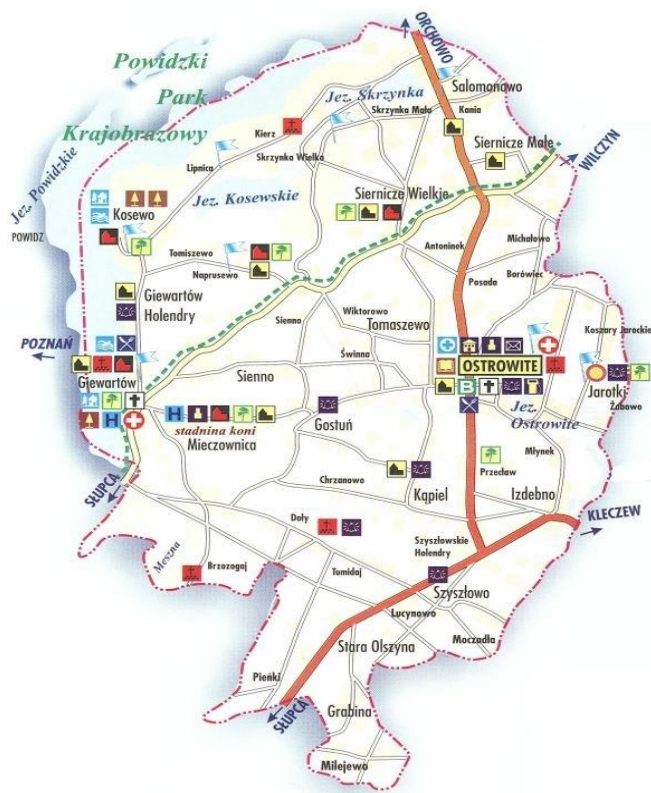 ORCHOWO
Powidzki
Park
Krajobrazowy
Salomonowo
Jez. Skrzynka
Skrzynka Mała
Kania
Kierz
Siernicze Małe
Skrzynka Wielka
WILCZYN
Lipnica
Jez. Powidzkie
Jez. Kosewskie
Siernicze Wielkie
Kosewo
POWIDZ
Michałowo
Tomiszewo
Antoninek
Naprusewo
Borówiec
Posada
Giewartów
Holendry
Wiktorowo
Sienno
Tomaszewo
Koszary Jarockie
POZNAŃ
Świnna
OSTROWITE
Giewartów
Sienno
B
Jarotki
Żabowo
H
H
Gostuń
Jez.
Ostrowite
stadnina koni
Mieczownica
Młynek
Przecław
SŁUPCA
Chrzanowo
Kąpiel
Izdebno
KLECZEW
Doły
Szyszłowskie
Holendry
Meszna
Brzozogaj
Tumidaj
Szyszłowo
Lucynowo
Moczadła
Stara Olszyna
Pieńki
SŁUPCA
Grabina
Milejewo